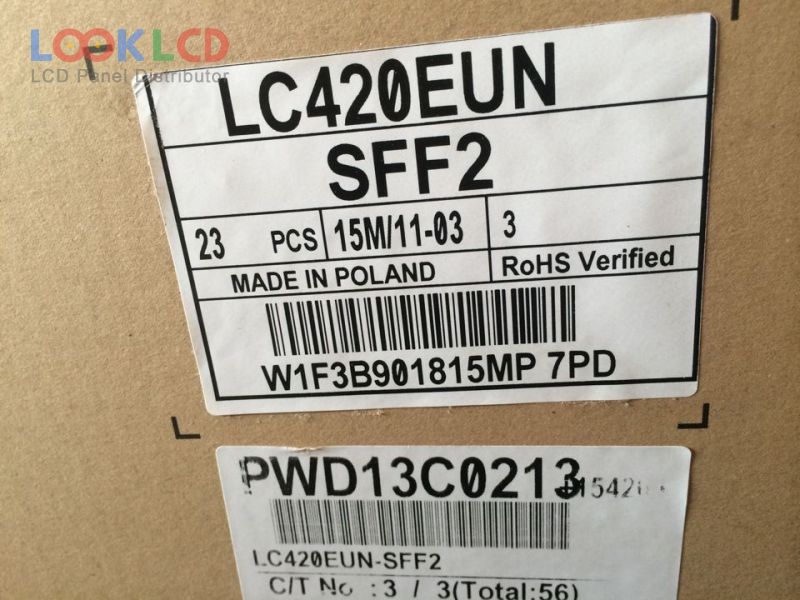 LOOKLCD
LCD Panel Distributor
LC420EUN
SFF2
23 PCS 15M/11-03 3
MADE IN POLAND RoHS Verified
W1F3B901815MP 7PD
PWD13C0213
LC420EUN-SFF2
C/T No : 3 / 3(Total:56)